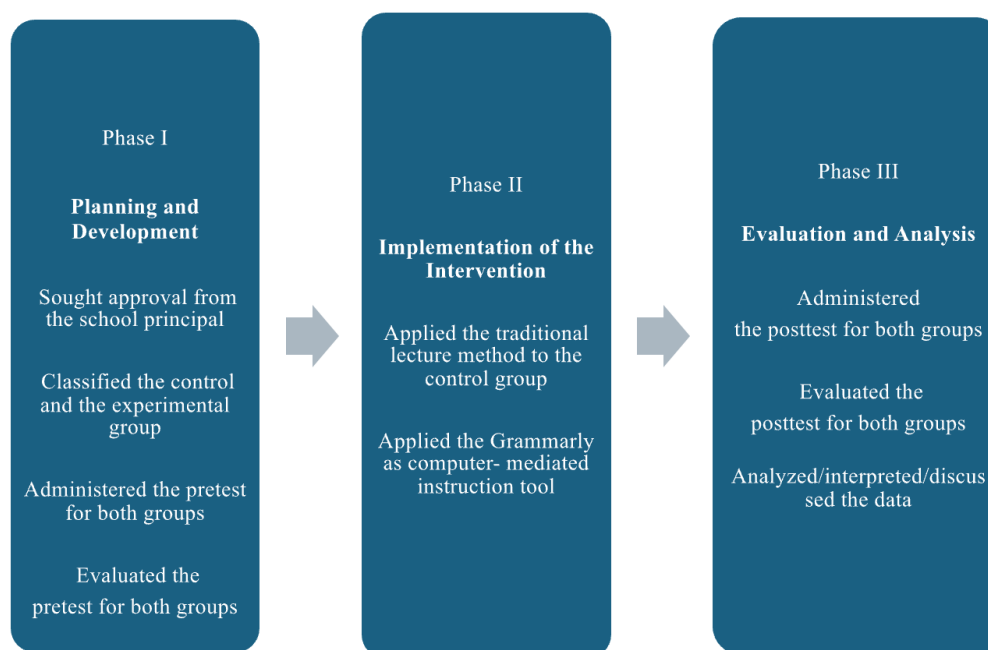 Phase I
Planning and
Development
Sought approval from
the school principal
Classified the control
and the experimental
group
Administered the pretest
for both groups
Evaluated the
pretest for both groups
Phase II
Implementation of the
Intervention
Applied the traditional
lecture method to the
control group
Applied the Grammarly
as computer- mediated
instruction tool
Phase III
Evaluation and Analysis
Administered
the posttest for both groups
Evaluated the
posttest for both groups
Analyzed/interpreted/discus
sed the data